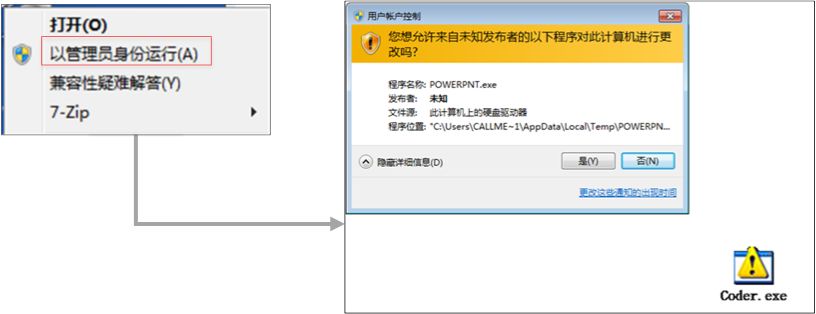 打开(O)
以管理员身份运行(A)
兼容性疑难解答(Y)
7-Zip
用户帐户控制
您想允许来自未知发布者的以下程序对此计算机进行更
改吗?
程序名称: POWERPNT.exe
发布者: 未知
文件源: 此计算机上的硬盘驱动器
程序位置: "C:\Users\CALLME~1\AppData\Local\Temp\POWERPN...
隐藏详细信息(D)
是(Y)
否(N)
更改这些通知的出现时间
Coder.exe